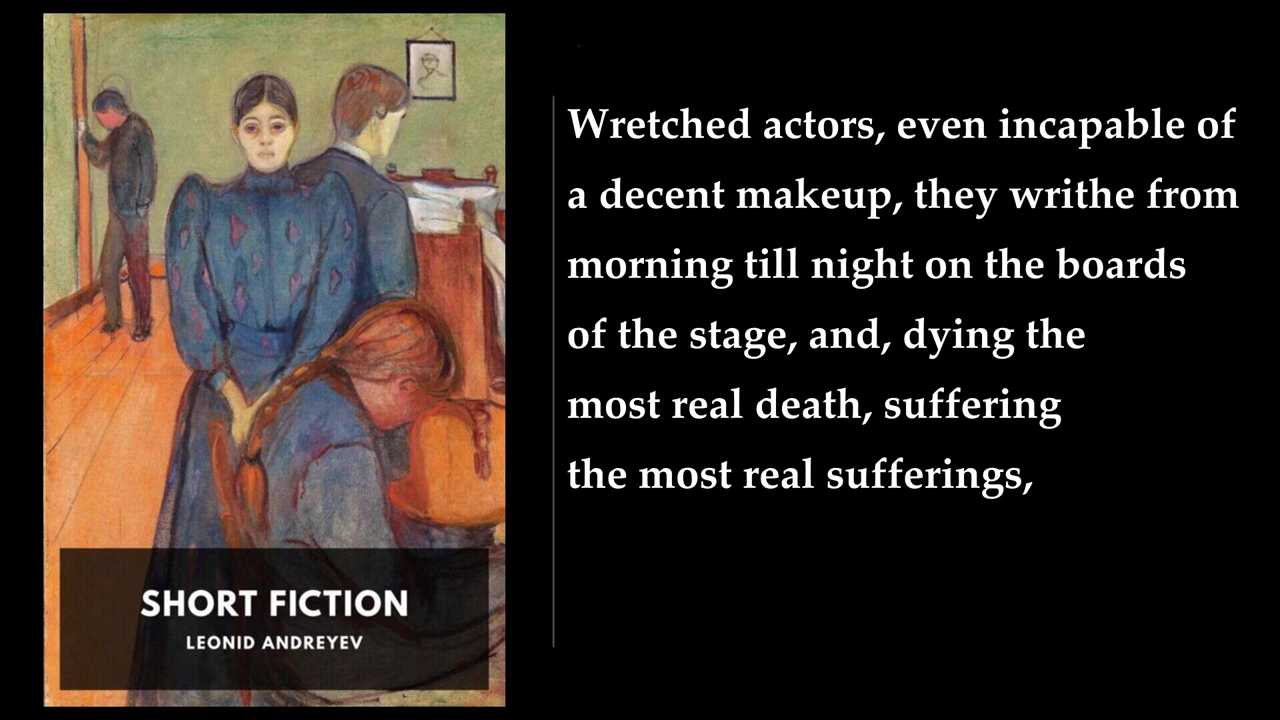 SHORT FICTION
LEONID ANDREYEV
Wretched actors, even incapable of
a decent makeup, they writhe from
morning till night on the boards
of the stage, and, dying the
most real death, suffering
the most real sufferings,